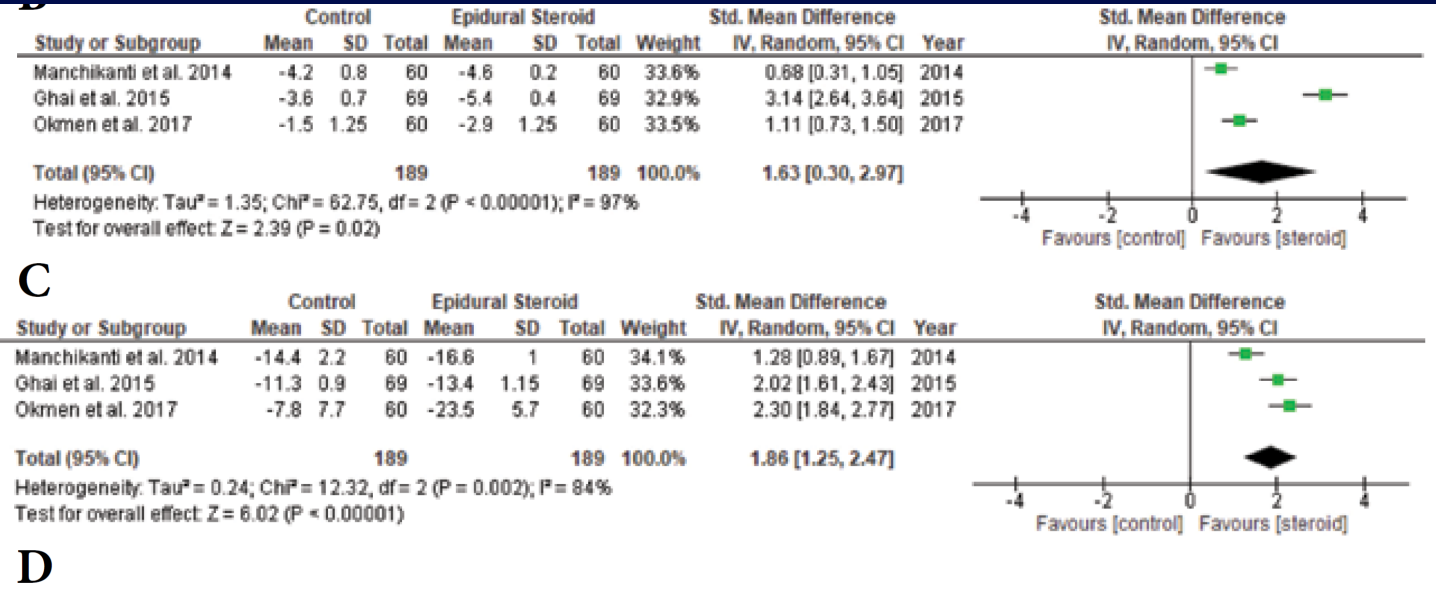 Control Epidural Steroid Std. Mean Difference Std. Mean Difference
Study or Subgroup Mean SD Total Mean SD Total Weight IV, Random, 95% CI Year IV, Random, 95% CI
Manchikanti et al. 2014 -4.2 0.8 60 -4.6 0.2 60 33.6% 0.68 [0.31, 1.05] 2014
Ghai et al. 2015 -3.6 0.7 69 -5.4 0.4 69 32.9% 3.14 [2.64, 3.64] 2015
Okmen et al. 2017 -1.5 1.25 60 -2.9 1.25 60 33.5% 1.11 [0.73, 1.50] 2017
Total (95% CI) 189 189 100.0% 1.63 [0.30, 2.97]
Heterogeneity: Tau² = 1.35; Chi² = 62.75, df = 2 (P < 0.00001); I² = 97%
Test for overall effect: Z = 2.39 (P = 0.02)
-4 -2 0 2 4
Favours [control] Favours [steroid]
C
Control Epidural Steroid Std. Mean Difference Std. Mean Difference
Study or Subgroup Mean SD Total Mean SD Total Weight IV, Random, 95% CI Year IV, Random, 95% CI
Manchikanti et al. 2014 -14.4 2.2 60 -16.6 1 60 34.1% 1.28 [0.89, 1.67] 2014
Ghai et al. 2015 -11.3 0.9 69 -13.4 1.15 69 33.6% 2.02 [1.61, 2.43] 2015
Okmen et al. 2017 -7.8 7.7 60 -23.5 5.7 60 32.3% 2.30 [1.84, 2.77] 2017
Total (95% CI) 189 189 100.0% 1.86 [1.25, 2.47]
Heterogeneity: Tau² = 0.24; Chi² = 12.32, df = 2 (P = 0.002); I² = 84%
Test for overall effect: Z = 6.02 (P < 0.00001)
-4 -2 0 2 4
Favours [control] Favours [steroid]
D